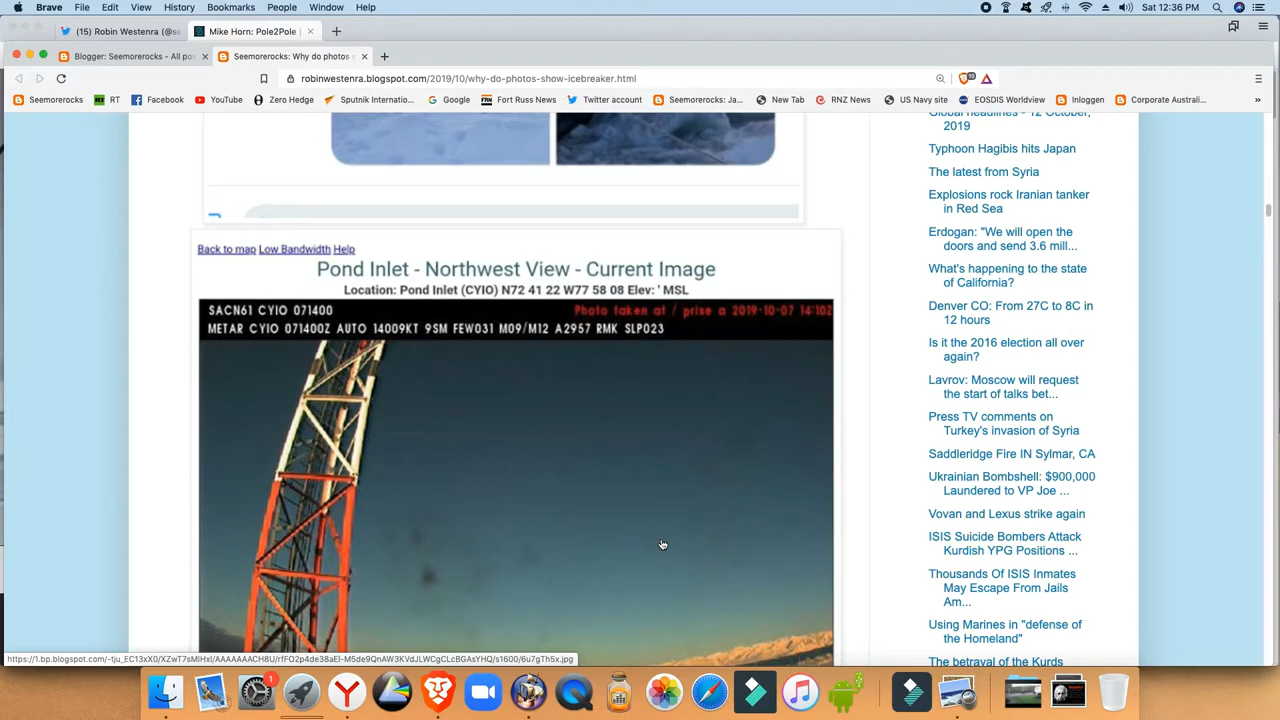 Brave File Edit View History Bookmarks People Window Help
Sat 12:36 PM
(15) Robin Westenra (@se
Mike Horn: Pole2Pole |
Blogger: Seemorerocks - All po
Seemorerocks: Why do photos
robinwestenra.blogspot.com/2019/10/why-do-photos-show-icebreaker.html
Seemorerocks RT Facebook YouTube Zero Hedge Sputnik Internatio... Google Fort Russ News Twitter account Seemorerocks: Ja... New Tab RNZ News US Navy site EOSDIS Worldview Inloggen Corporate Australi...
Global headlines - 12 October,
2019
Typhoon Hagibis hits Japan
The latest from Syria
Explosions rock Iranian tanker
in Red Sea
Erdogan: "We will open the
doors and send 3.6 mill...
What's happening to the state
of California?
Denver CO: From 27C to 8C in
12 hours
Is it the 2016 election all over
again?
Lavrov: Moscow will request
the start of talks bet...
Press TV comments on
Turkey's invasion of Syria
Saddleridge Fire IN Sylmar, CA
Ukrainian Bombshell: $900,000
Laundered to VP Joe ...
Vovan and Lexus strike again
ISIS Suicide Bombers Attack
Kurdish YPG Positions ...
Thousands Of ISIS Inmates
May Escape From Jails
Am...
Using Marines in "defense of
the Homeland"
The betrayal of the Kurds
Back to map Low Bandwidth Help
Pond Inlet - Northwest View - Current Image
Location: Pond Inlet (CYIO) N72 41 22 W77 58 08 Elev: ' MSL
SACN61 CYIO 071400
Photo taken at / prise a 2019-10-07 14:10Z
METAR CYIO 071400Z AUTO 14009KT 9SM FEW031 M09/M12 A2957 RMK SLP023